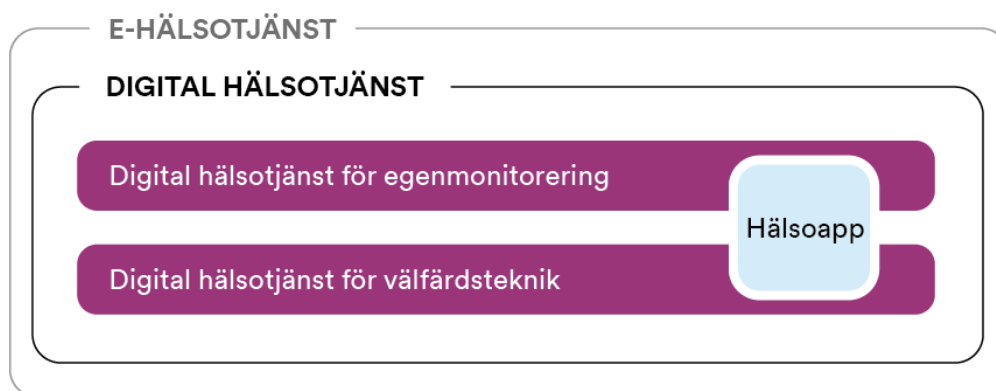 E-HÄLSOTJÄNST
DIGITAL HÄLSOTJÄNST
Digital hälsotjänst för egenmonitorering
Hälsoapp
Digital hälsotjänst för välfärdsteknik